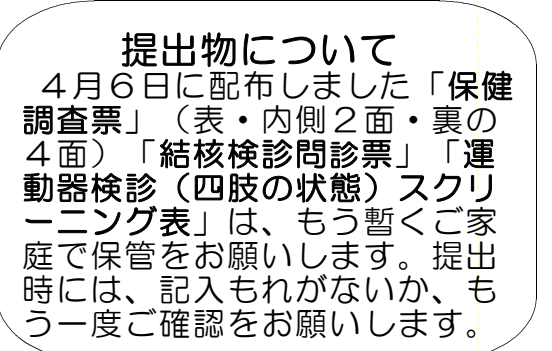 提出物について
４月６日に配布しました「保健
調査票」（表・内側２面・裏の
４面）「結核検診問診票」「運
動器検診（四肢の状態）スクリ
ーニング表」は、もう暫くご家
庭で保管をお願いします。提出
時には、記入もれがないか、も
う一度ご確認をお願いします。